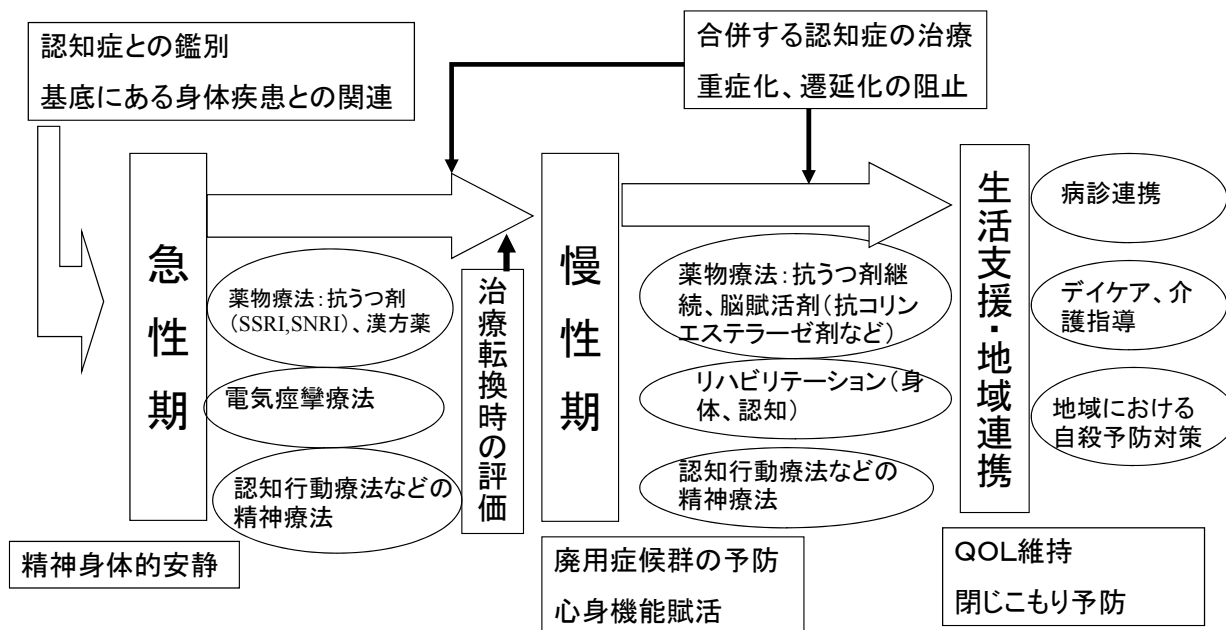 認知症との鑑別
基底にある身体疾患との関連
合併する認知症の治療
重症化、遷延化の阻止
急性期
薬物療法：抗うつ剤
（SSRI,SNRI）、漢方薬
電気痙攣療法
認知行動療法などの
精神療法
治療転換時の評価
慢性期
薬物療法：抗うつ剤継
続、脳賦活剤（抗コリン
エステラーゼ剤など）
リハビリテーション（身
体、認知）
認知行動療法などの
精神療法
生活支援・地域連携
病診連携
デイケア、介
護指導
地域における
自殺予防対策
精神身体的安静
廃用症候群の予防
心身機能賦活
ＱＯＬ維持
閉じこもり予防